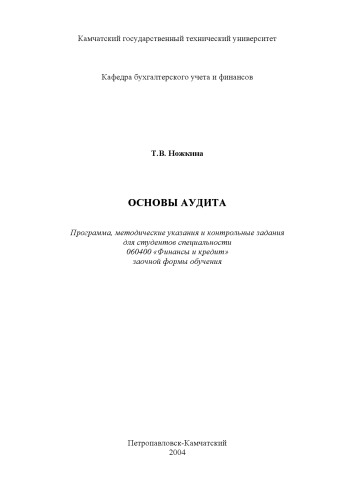 Камчатский государственный технический университет
Кафедра бухгалтерского учета и финансов
Т.В. Ножкина
ОСНОВЫ АУДИТА
Программа, методические указания и контрольные задания
для студентов специальности
060400 «Финансы и кредит»
заочной формы обучения
Петропавловск-Камчатский
2004